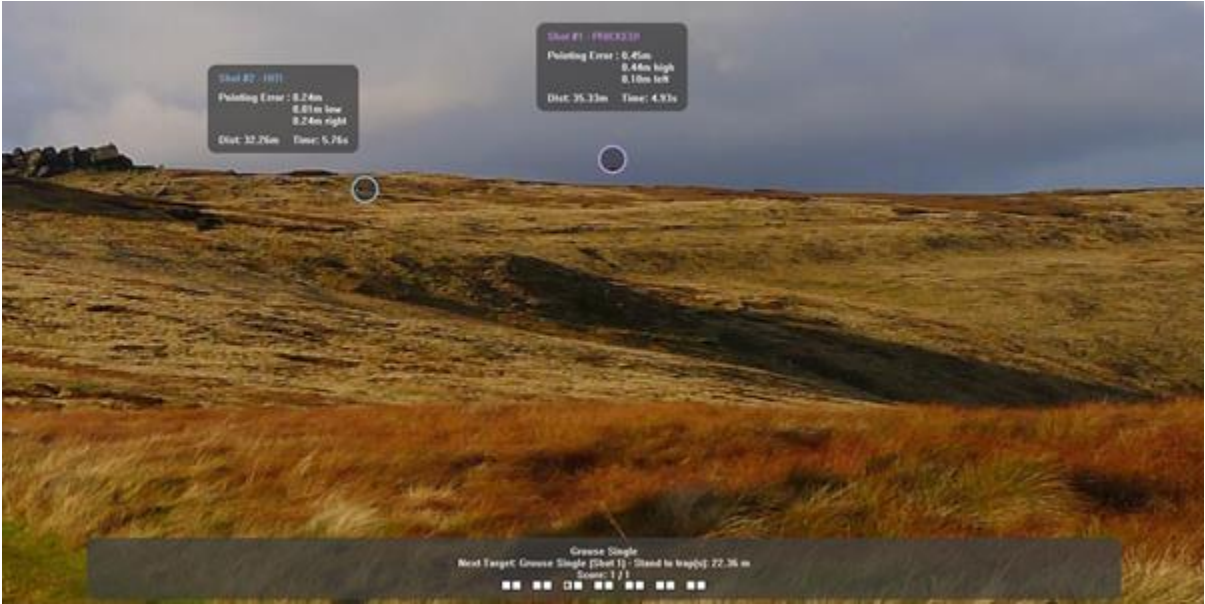 Shot #1 - PRICKED!
Pointing Error : 0.45m
0.44m high
0.10m left
Dist: 35.33m Time: 4.93s
Shot #2 - HIT!
Pointing Error : 0.24m
0.01m low
0.24m right
Dist: 32.76m Time: 5.76s
Grouse Single
Next Target: Grouse Single (Shot 1) - Stand to trap(s): 22.36 m
Score: 1 / 1